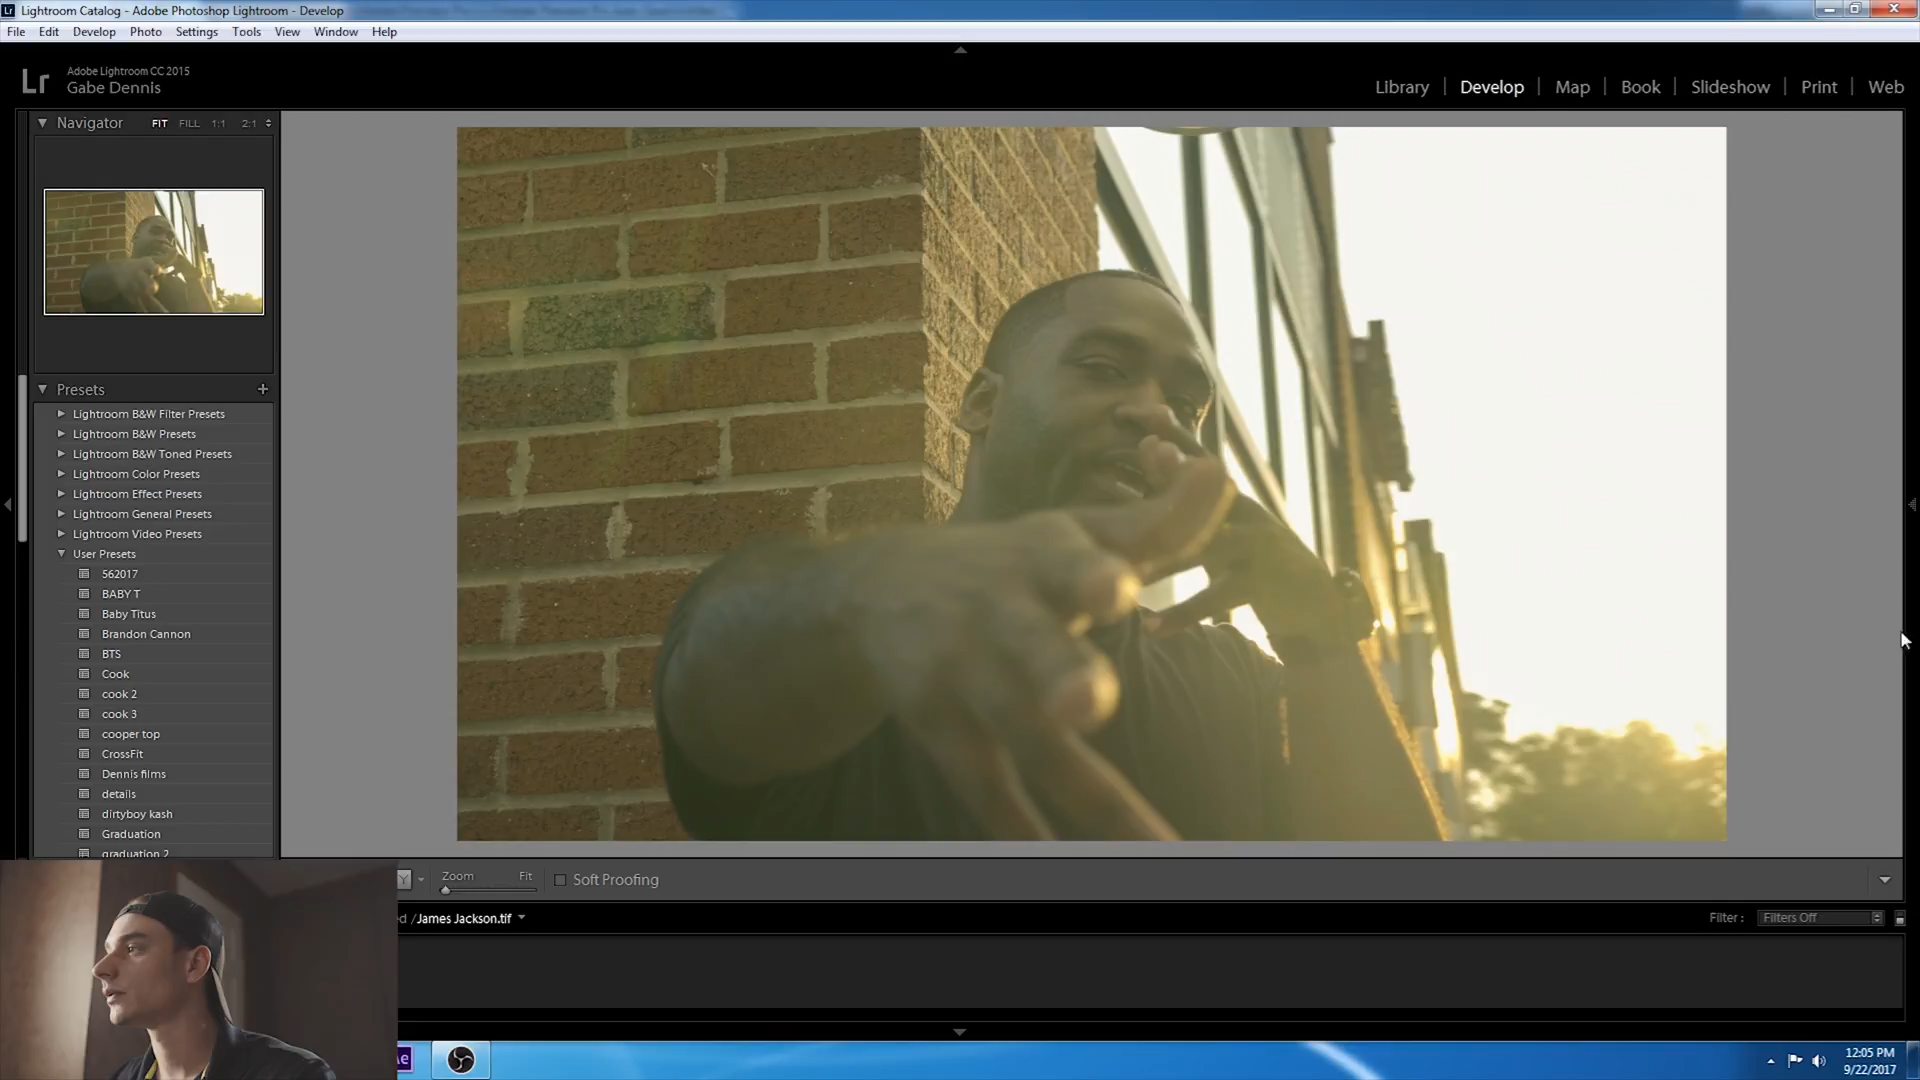 Lightroom Catalog - Adobe Photoshop Lightroom - Develop
File Edit Develop Photo Settings Tools View Window Help
Lr
Adobe Lightroom CC 2015
Gabe Dennis
Library Develop Map Book Slideshow Print Web
Navigator FIT FILL 1:1 2:1
Presets
Lightroom B&W Filter Presets
Lightroom B&W Presets
Lightroom B&W Toned Presets
Lightroom Color Presets
Lightroom Effect Presets
Lightroom General Presets
Lightroom Video Presets
User Presets
562017
BABY T
Baby Titus
Brandon Cannon
BTS
Cook
cook 2
cook 3
cooper top
CrossFit
Dennis films
details
dirtyboy kash
Graduation
graduation 2
Y Zoom Fit Soft Proofing
ed /James Jackson.tif
Filter : Filters Off
Ae
12:05 PM
9/22/2017